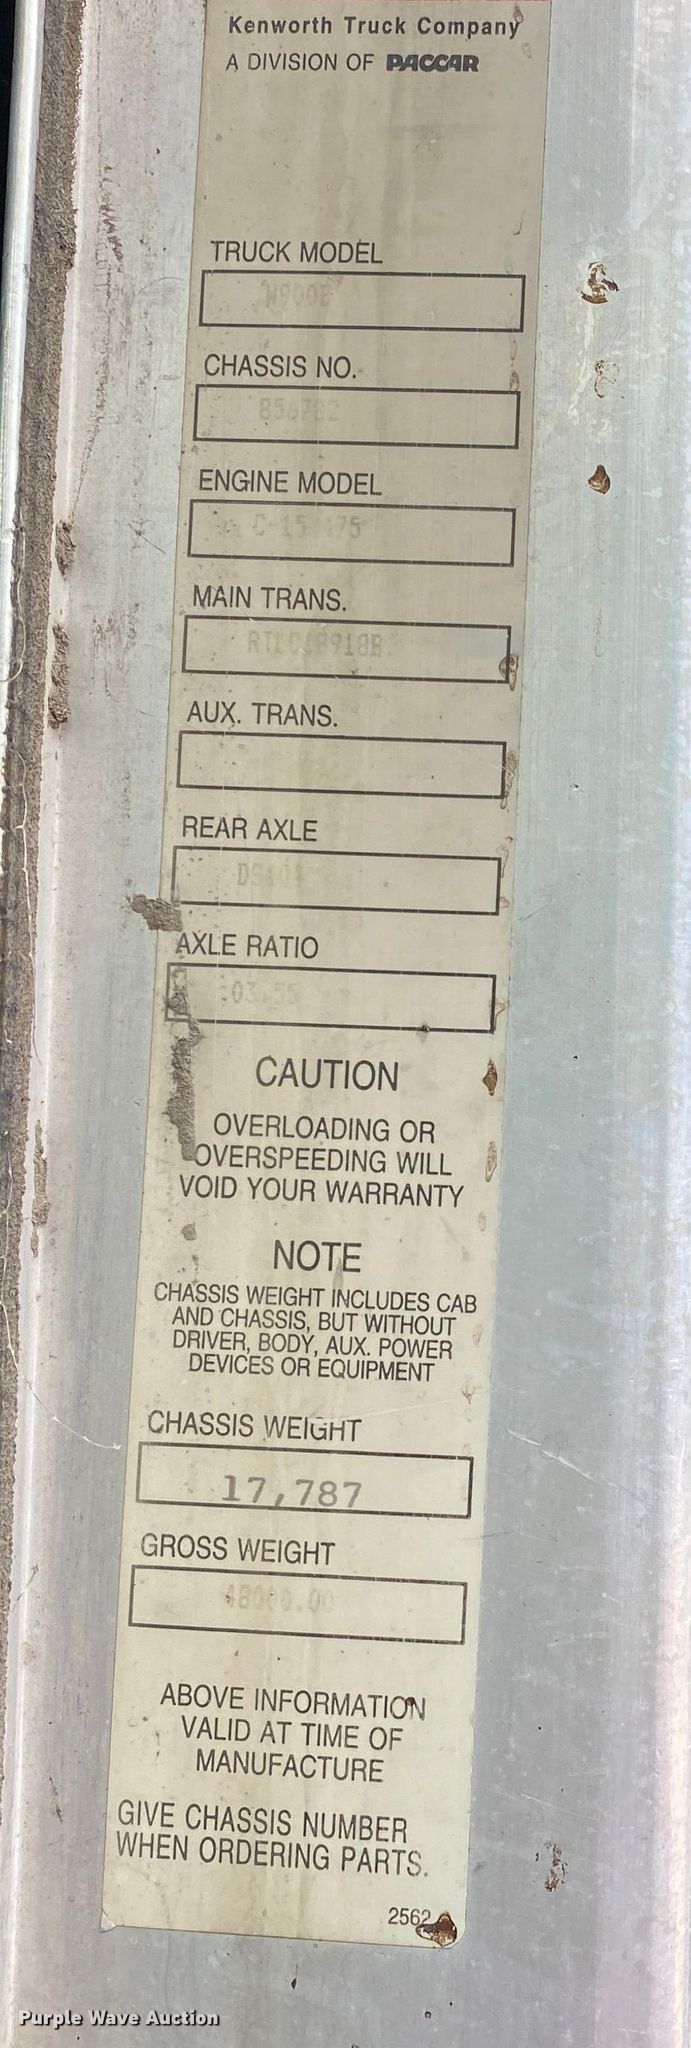 Kenworth Truck Company
A DIVISION OF PACCAR
TRUCK MODEL
CHASSIS NO.
ENGINE MODEL
MAIN TRANS.
AUX. TRANS.
REAR AXLE
AXLE RATIO
CAUTION
OVERLOADING OR
OVERSPEEDING WILL
VOID YOUR WARRANTY
NOTE
CHASSIS WEIGHT INCLUDES CAB
AND CHASSIS, BUT WITHOUT
DRIVER, BODY, AUX. POWER
DEVICES OR EQUIPMENT
CHASSIS WEIGHT
17,787
GROSS WEIGHT
ABOVE INFORMATION
VALID AT TIME OF
MANUFACTURE
GIVE CHASSIS NUMBER
WHEN ORDERING PARTS.
2562
Purple Wave Auction